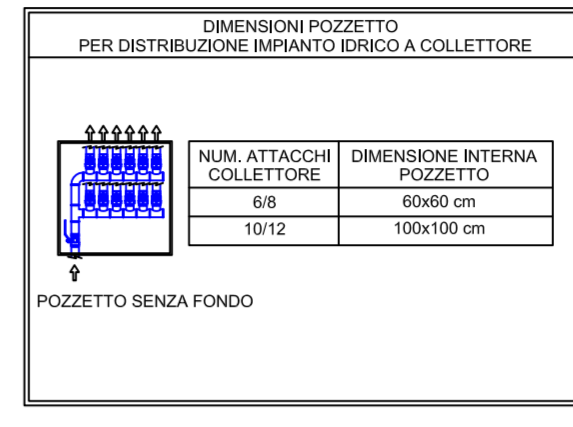 DIMENSIONI POZZETTO
PER DISTRIBUZIONE IMPIANTO IDRICO A COLLETTORE
NUM. ATTACCHI COLLETTORE
DIMENSIONE INTERNA POZZETTO
6/8
60x60 cm
10/12
100x100 cm
POZZETTO SENZA FONDO